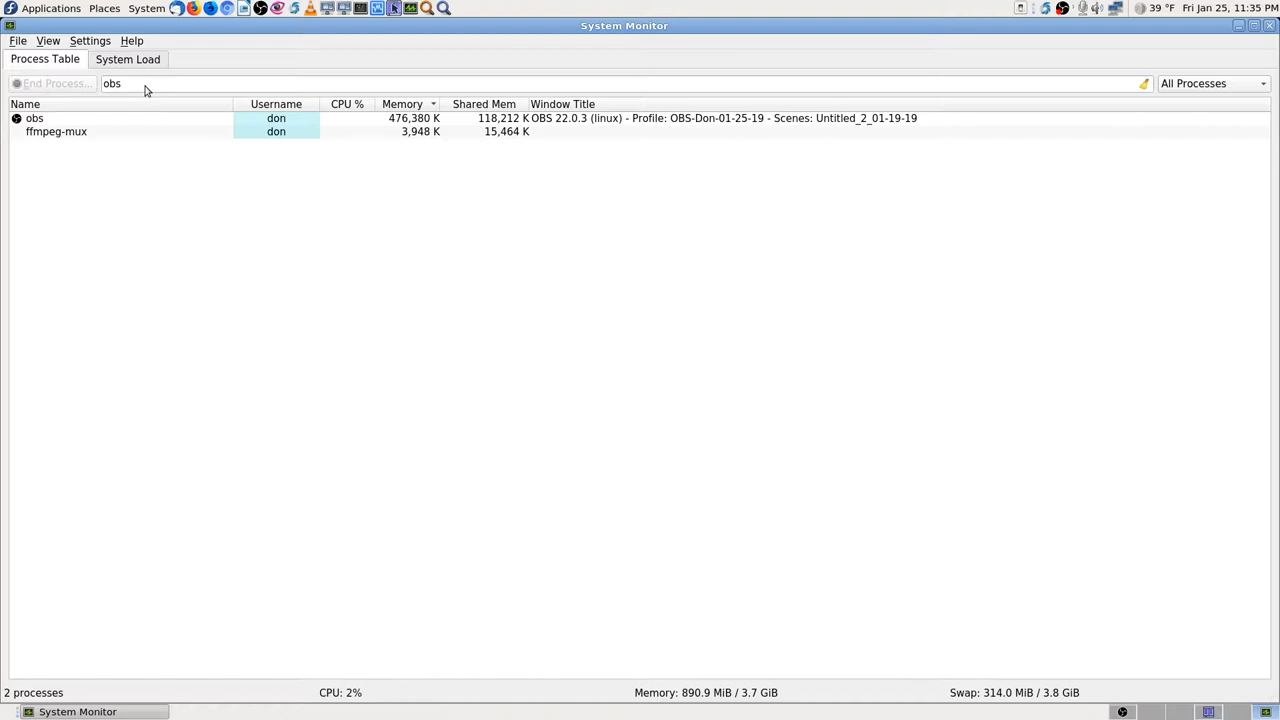 Applications Places System 39 °F Fri Jan 25, 11:35 PM
System Monitor
File View Settings Help
Process Table System Load
End Process... obs All Processes
Name Username CPU % Memory Shared Mem Window Title
obs don 476,380 K 118,212 K OBS 22.0.3 (linux) - Profile: OBS-Don-01-25-19 - Scenes: Untitled_2_01-19-19
ffmpeg-mux don 3,948 K 15,464 K
2 processes CPU: 2% Memory: 890.9 MiB / 3.7 GiB Swap: 314.0 MiB / 3.8 GiB
System Monitor